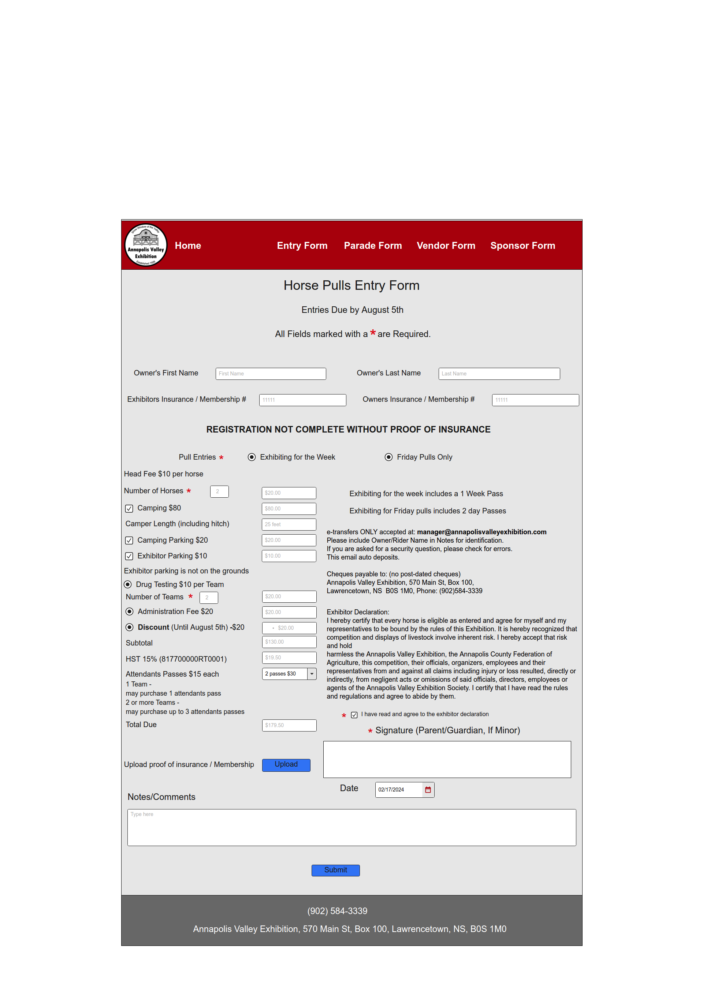 Show Window of the Valley
Annapolis Valley
Exhibition
Established 1926
Home
Entry Form
Parade Form
Vendor Form
Sponsor Form
Horse Pulls Entry Form
Entries Due by August 5th
All Fields marked with a * are Required.
Owner's First Name
First Name
Owner's Last Name
Last Name
Exhibitors Insurance / Membership #
11111
Owners Insurance / Membership #
11111
REGISTRATION NOT COMPLETE WITHOUT PROOF OF INSURANCE
Pull Entries *
Exhibiting for the Week
Friday Pulls Only
Head Fee $10 per horse
Number of Horses *
2
$20.00
Camping $80
$80.00
Camper Length (including hitch)
25 feet
Camping Parking $20
$20.00
Exhibitor Parking $10
$10.00
Exhibitor parking is not on the grounds
Drug Testing $10 per Team
Number of Teams *
2
$20.00
Administration Fee $20
$20.00
Discount (Until August 5th) -$20
• $20.00
Subtotal
$130.00
HST 15% (817700000RT0001)
$19.50
Attendants Passes $15 each
2 passes $30
1 Team -
may purchase 1 attendants pass
2 or more Teams -
may purchase up to 3 attendants passes
Total Due
$179.50
Upload proof of insurance / Membership
Upload
Exhibiting for the week includes a 1 Week Pass
Exhibiting for Friday pulls includes 2 day Passes
e-transfers ONLY accepted at: manager@annapolisvalleyexhibition.com
Please include Owner/Rider Name in Notes for identification.
If you are asked for a security question, please check for errors.
This email auto deposits.
Cheques payable to: (no post-dated cheques)
Annapolis Valley Exhibition, 570 Main St, Box 100,
Lawrencetown, NS B0S 1M0, Phone: (902)584-3339
Exhibitor Declaration:
I hereby certify that every horse is eligible as entered and agree for myself and my
representatives to be bound by the rules of this Exhibition. It is hereby recognized that
competition and displays of livestock involve inherent risk. I hereby accept that risk
and hold
harmless the Annapolis Valley Exhibition, the Annapolis County Federation of
Agriculture, this competition, their officials, organizers, employees and their
representatives from and against all claims including injury or loss resulted, directly or
indirectly, from negligent acts or omissions of said officials, directors, employees or
agents of the Annapolis Valley Exhibition Society. I certify that I have read the rules
and regulations and agree to abide by them.
* I have read and agree to the exhibitor declaration
* Signature (Parent/Guardian, If Minor)
Date
02/17/2024
Notes/Comments
Type here
Submit
(902) 584-3339
Annapolis Valley Exhibition, 570 Main St, Box 100, Lawrencetown, NS, B0S 1M0